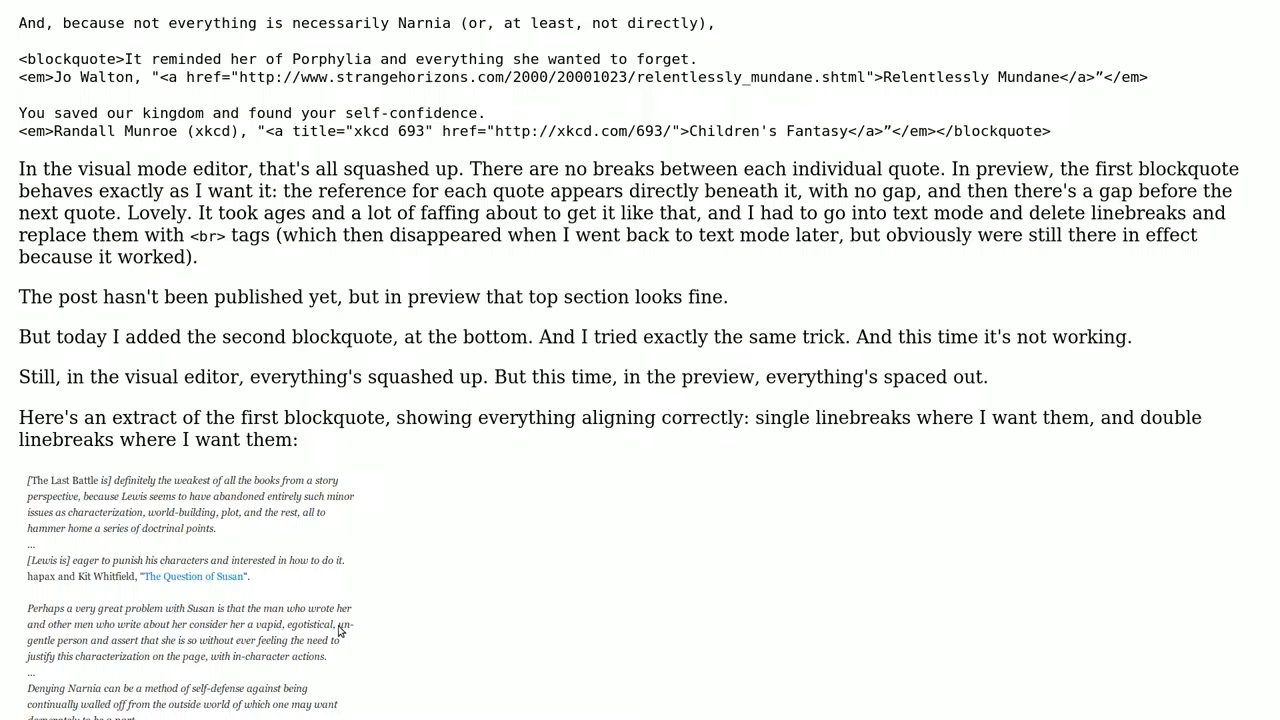 And, because not everything is necessarily Narnia (or, at least, not directly),
<blockquote>It reminded her of Porphylia and everything she wanted to forget.
<em>Jo Walton, "<a href="http://www.strangehorizons.com/2000/20001023/relentlessly_mundane.shtml">Relentlessly Mundane</a>”</em>
You saved our kingdom and found your self-confidence.
<em>Randall Munroe (xkcd), "<a title="xkcd 693" href="http://xkcd.com/693/">Children's Fantasy</a>”</em></blockquote>
In the visual mode editor, that's all squashed up. There are no breaks between each individual quote. In preview, the first blockquote
behaves exactly as I want it: the reference for each quote appears directly beneath it, with no gap, and then there's a gap before the
next quote. Lovely. It took ages and a lot of faffing about to get it like that, and I had to go into text mode and delete linebreaks and
replace them with <br> tags (which then disappeared when I went back to text mode later, but obviously were still there in effect
because it worked).
The post hasn't been published yet, but in preview that top section looks fine.
But today I added the second blockquote, at the bottom. And I tried exactly the same trick. And this time it's not working.
Still, in the visual editor, everything's squashed up. But this time, in the preview, everything's spaced out.
Here's an extract of the first blockquote, showing everything aligning correctly: single linebreaks where I want them, and double
linebreaks where I want them:
[The Last Battle is] definitely the weakest of all the books from a story
perspective, because Lewis seems to have abandoned entirely such minor
issues as characterization, world-building, plot, and the rest, all to
hammer home a series of doctrinal points.
...
[Lewis is] eager to punish his characters and interested in how to do it.
hapax and Kit Whitfield, "The Question of Susan".
Perhaps a very great problem with Susan is that the man who wrote her
and other men who write about her consider her a vapid, egotistical, un-
gentle person and assert that she is so without ever feeling the need to
justify this characterization on the page, with in-character actions.
...
Denying Narnia can be a method of self-defense against being
continually walled off from the outside world of which one may want
desperately to be a part.